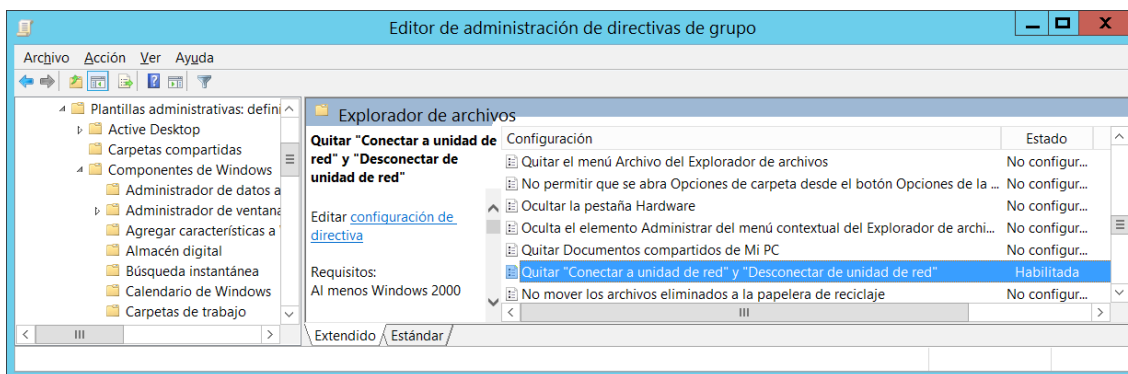 Editor de administración de directivas de grupo
Archivo Acción Ver Ayuda
Plantillas administrativas: defini
Active Desktop
Carpetas compartidas
Componentes de Windows
Administrador de datos a
Administrador de ventana
Agregar características a
Almacén digital
Búsqueda instantánea
Calendario de Windows
Carpetas de trabajo
Explorador de archivos
Quitar "Conectar a unidad de
red" y "Desconectar de
unidad de red"
Editar configuración de
directiva
Requisitos:
Al menos Windows 2000
Configuración Estado
Quitar el menú Archivo del Explorador de archivos No configur...
No permitir que se abra Opciones de carpeta desde el botón Opciones de la ... No configur...
Ocultar la pestaña Hardware No configur...
Oculta el elemento Administrar del menú contextual del Explorador de archi... No configur...
Quitar Documentos compartidos de Mi PC No configur...
Quitar "Conectar a unidad de red" y "Desconectar de unidad de red" Habilitada
No mover los archivos eliminados a la papelera de reciclaje No configur...
Extendido Estándar